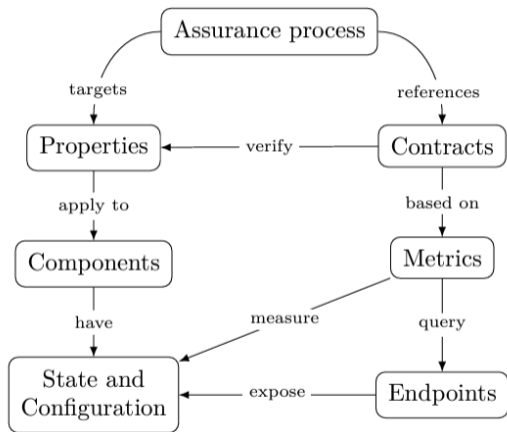 Assurance process
targets
references
Properties
verify
Contracts
apply to
based on
Components
Metrics
have
measure
query
State and
Configuration
expose
Endpoints